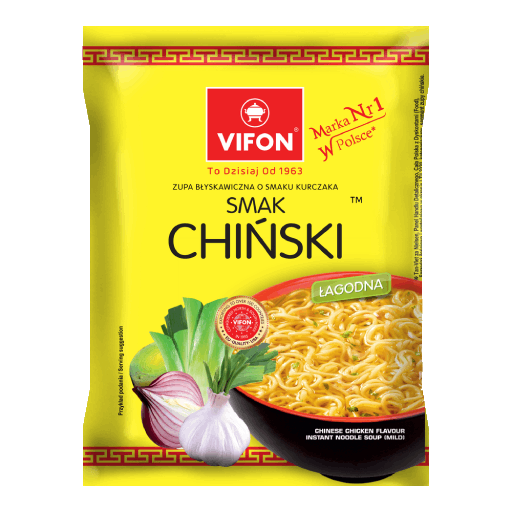 VIFON
To Dzisiaj Od 1963
Marka Nr 1
w Polsce*
ZUPA BŁYSKAWICZNA O SMAKU KURCZAKA
SMAK
CHIŃSKI
™
ŁAGODNA
VIFON
Przykład podania / Serving suggestion
CHINESE CHICKEN FLAVOUR
INSTANT NOODLE SOUP (MILD)